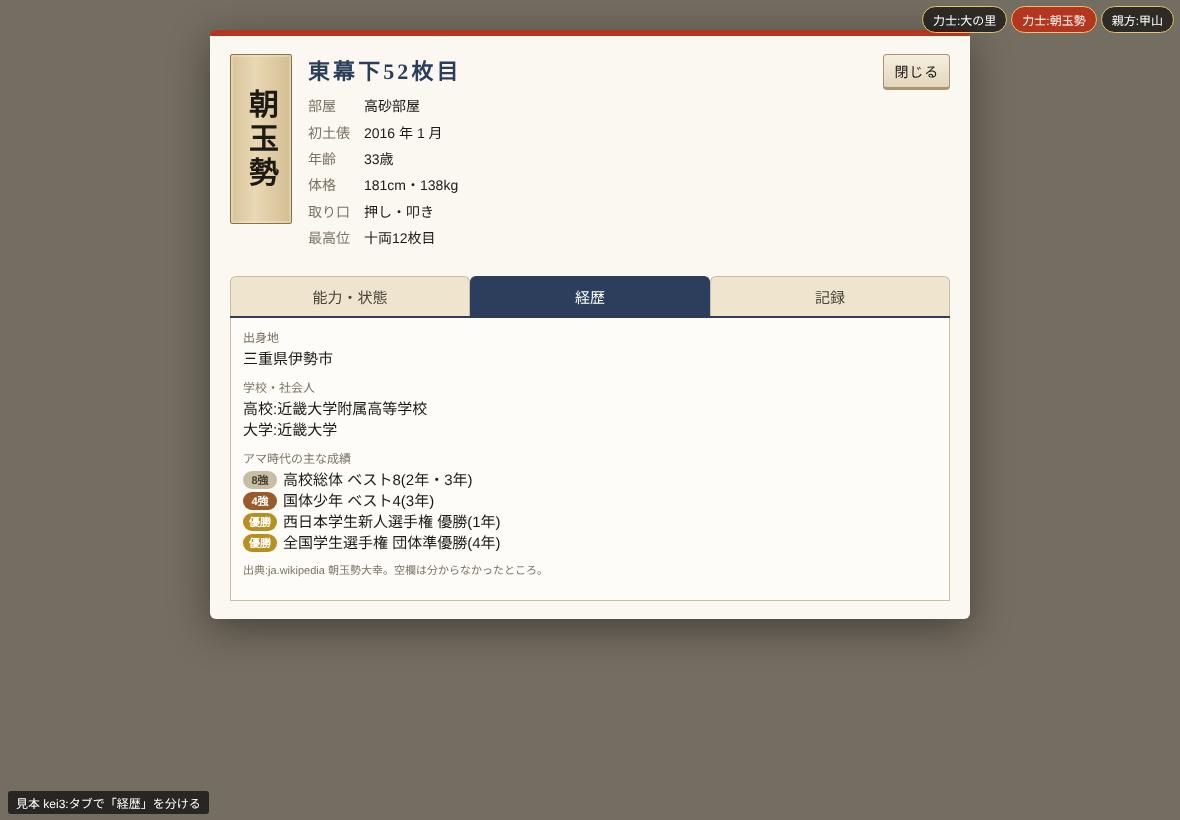 力士:大の里
力士:朝玉勢
親方:甲山
朝玉勢
東幕下52枚目
閉じる
部屋 高砂部屋
初土俵 2016 年 1 月
年齢 33歳
体格 181cm・138kg
取り口 押し・叩き
最高位 十両12枚目
能力・状態
経歴
記録
出身地
三重県伊勢市
学校・社会人
高校:近畿大学附属高等学校
大学:近畿大学
アマ時代の主な成績
8強 高校総体 ベスト8(2年・3年)
4強 国体少年 ベスト4(3年)
優勝 西日本学生新人選手権 優勝(1年)
優勝 全国学生選手権 団体準優勝(4年)
出典:ja.wikipedia 朝玉勢大幸。空欄は分からなかったところ。
見本 kei3:タブで「経歴」を分ける